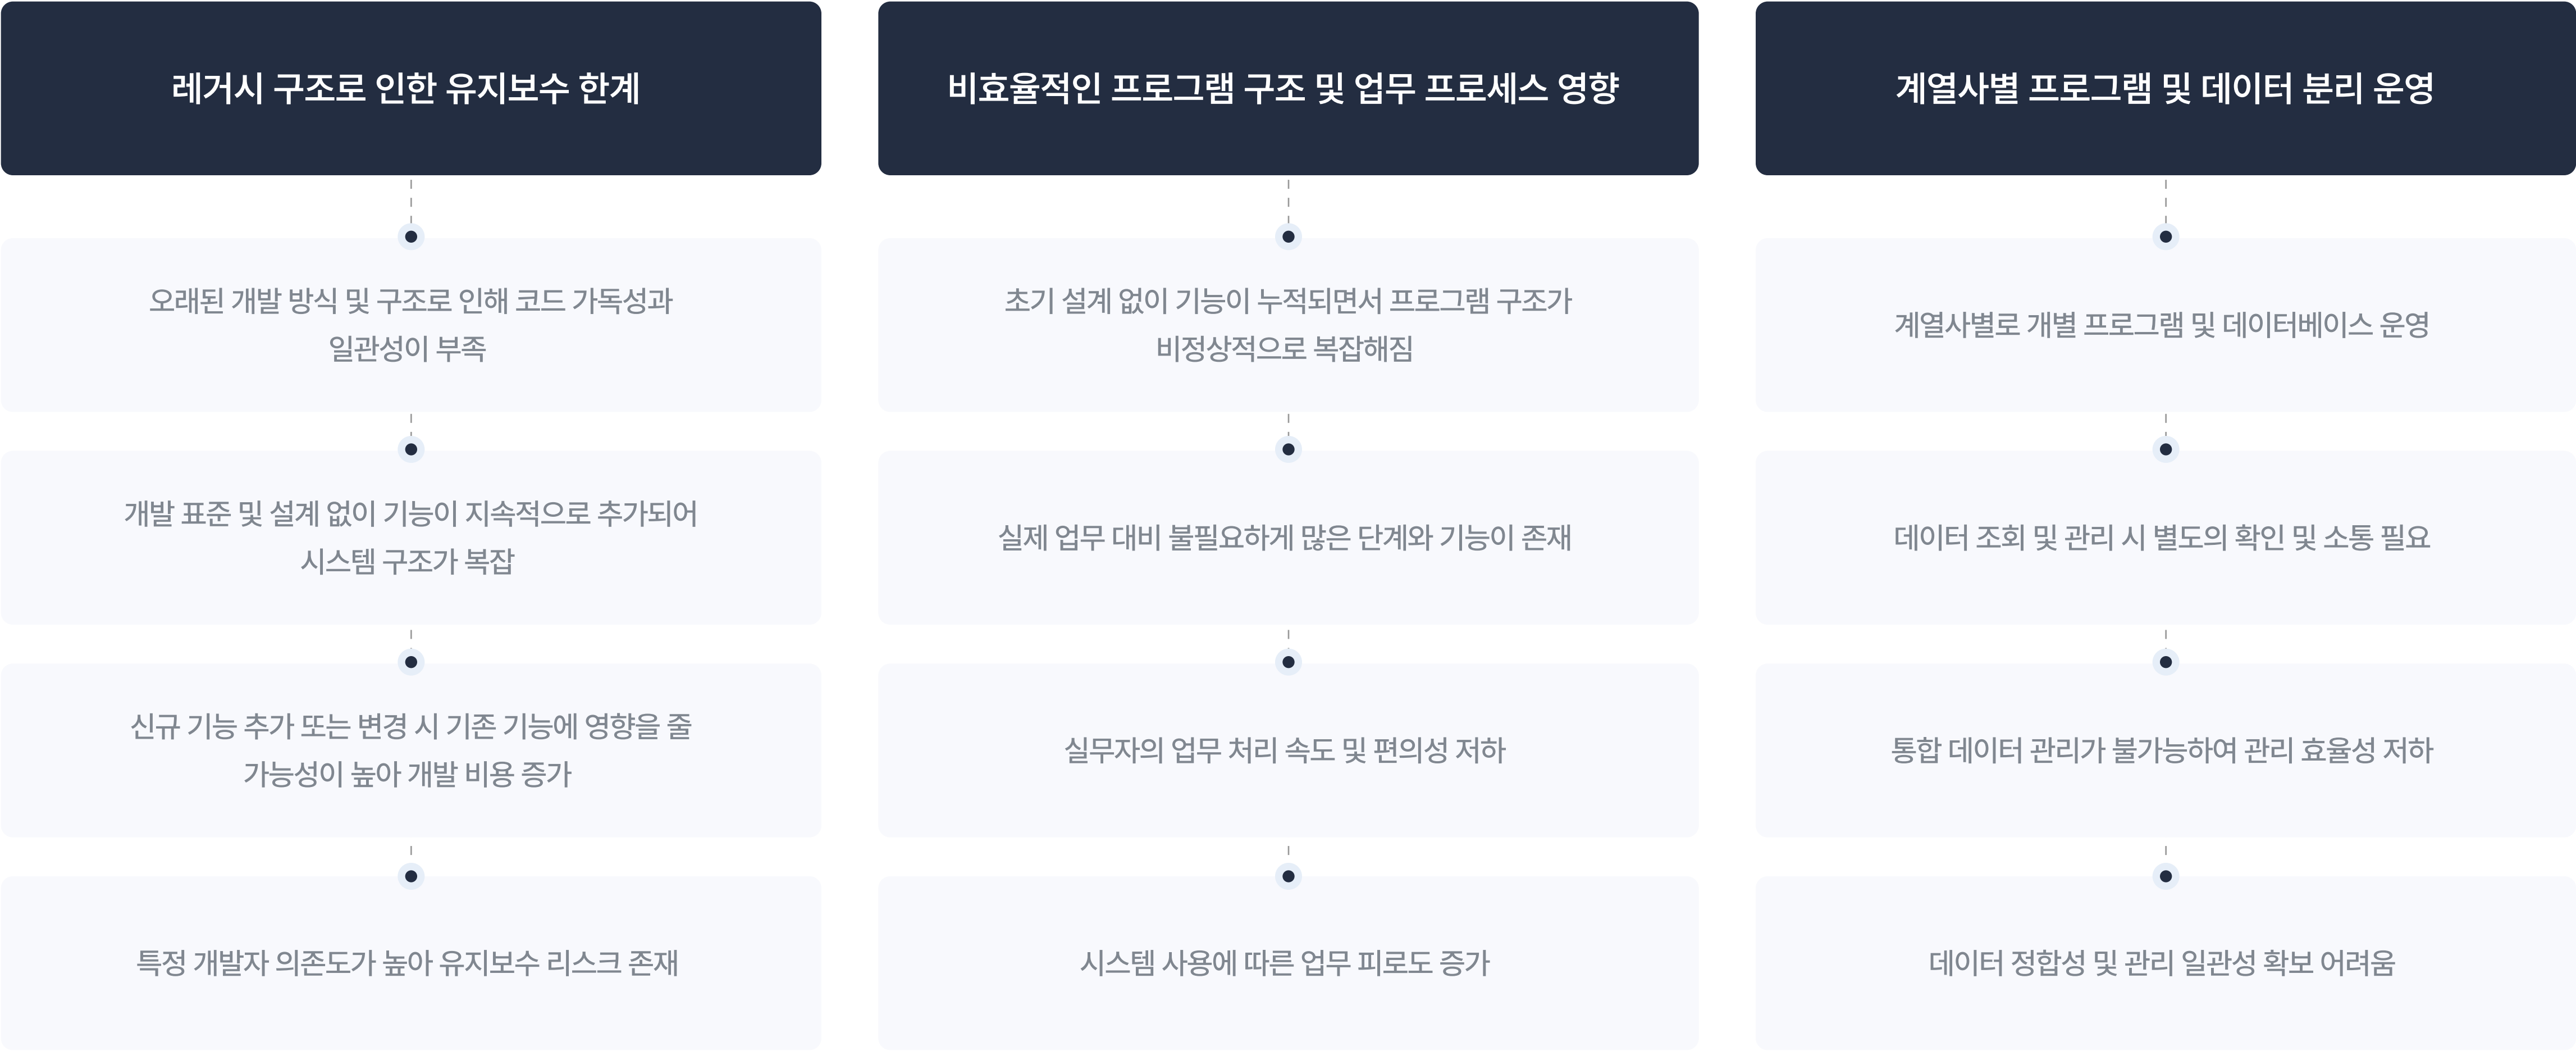 레거시 구조로 인한 유지보수 한계
오래된 개발 방식 및 구조로 인해 코드 가독성과
일관성이 부족
개발 표준 및 설계 없이 기능이 지속적으로 추가되어
시스템 구조가 복잡
신규 기능 추가 또는 변경 시 기존 기능에 영향을 줄
가능성이 높아 개발 비용 증가
특정 개발자 의존도가 높아 유지보수 리스크 존재
비효율적인 프로그램 구조 및 업무 프로세스 영향
초기 설계 없이 기능이 누적되면서 프로그램 구조가
비정상적으로 복잡해짐
실제 업무 대비 불필요하게 많은 단계와 기능이 존재
실무자의 업무 처리 속도 및 편의성 저하
시스템 사용에 따른 업무 피로도 증가
계열사별 프로그램 및 데이터 분리 운영
계열사별로 개별 프로그램 및 데이터베이스 운영
데이터 조회 및 관리 시 별도의 확인 및 소통 필요
통합 데이터 관리가 불가능하여 관리 효율성 저하
데이터 정합성 및 관리 일관성 확보 어려움